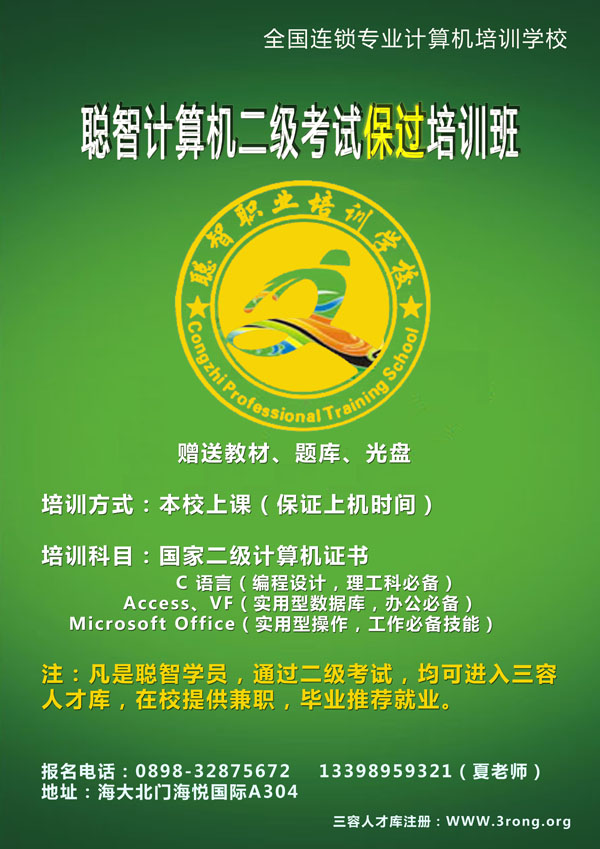 全国连锁专业计算机培训学校
聪智计算机二级考试保过培训班
聪智职业培训学校
Congzhi Professional Training School
赠送教材、题库、光盘
培训方式：本校上课（保证上机时间）
培训科目：国家二级计算机证书
C 语言（编程设计，理工科必备）
Access、VF（实用型数据库，办公必备）
Microsoft Office（实用型操作，工作必备技能）
注：凡是聪智学员，通过二级考试，均可进入三容
人才库，在校提供兼职，毕业推荐就业。
报名电话：0898-32875672 13398959321（夏老师）
地址：海大北门海悦国际A304
三容人才库注册：WWW.3rong.org